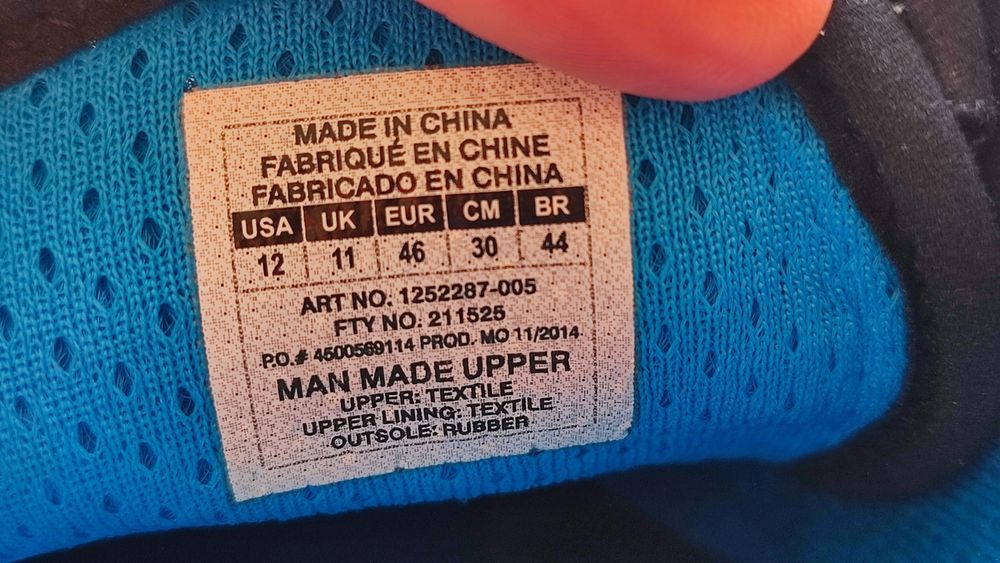 MADE IN CHINA
FABRIQUÉ EN CHINE
FABRICADO EN CHINA
USA UK EUR CM BR
12 11 46 30 44
ART NO: 1252287-005
FTY NO: 211525
P.O.# 4500569114 PROD. MO 11/2014
MAN MADE UPPER
UPPER: TEXTILE
UPPER LINING: TEXTILE
OUTSOLE: RUBBER